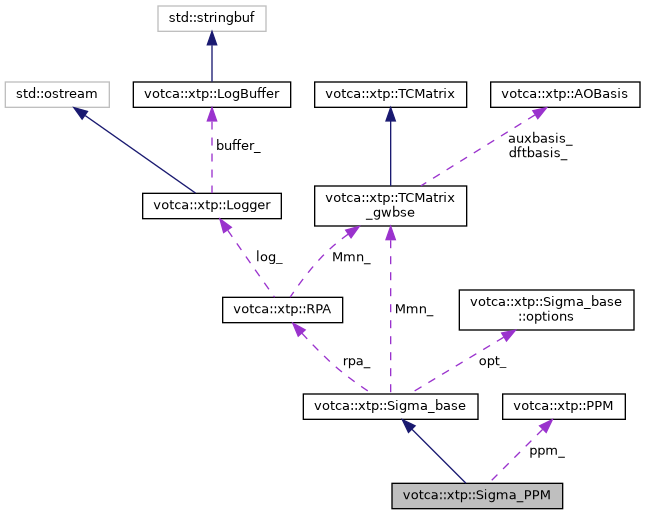 std::stringbuf
std::ostream
votca::xtp::LogBuffer
votca::xtp::TCMatrix
votca::xtp::AOBasis
buffer_
auxbasis_
dftbasis_
votca::xtp::Logger
votca::xtp::TCMatrix
_gwbse
log_
Mmn_
votca::xtp::RPA
Mmn_
votca::xtp::Sigma_base
::options
rpa_
opt_
votca::xtp::Sigma_base
votca::xtp::PPM
ppm_
votca::xtp::Sigma_PPM